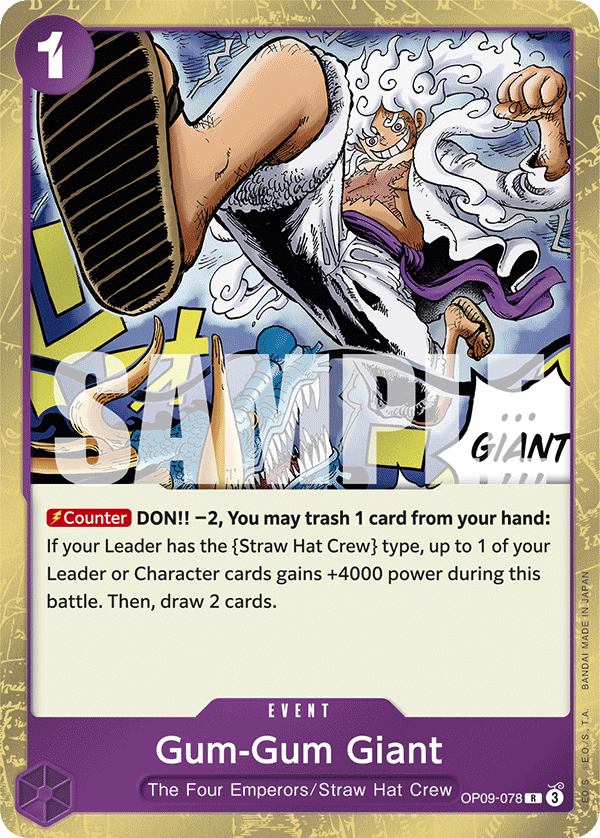 1
SAMPLE
...
GIANT
...
Counter DON!! −2, You may trash 1 card from your hand:
If your Leader has the {Straw Hat Crew} type, up to 1 of your
Leader or Character cards gains +4000 power during this
battle. Then, draw 2 cards.
BANDAI MADE IN JAPAN
©E.O./S. ©E.O./S., T.A.
EVENT
Gum-Gum Giant
The Four Emperors/Straw Hat Crew
OP09-078 R 3